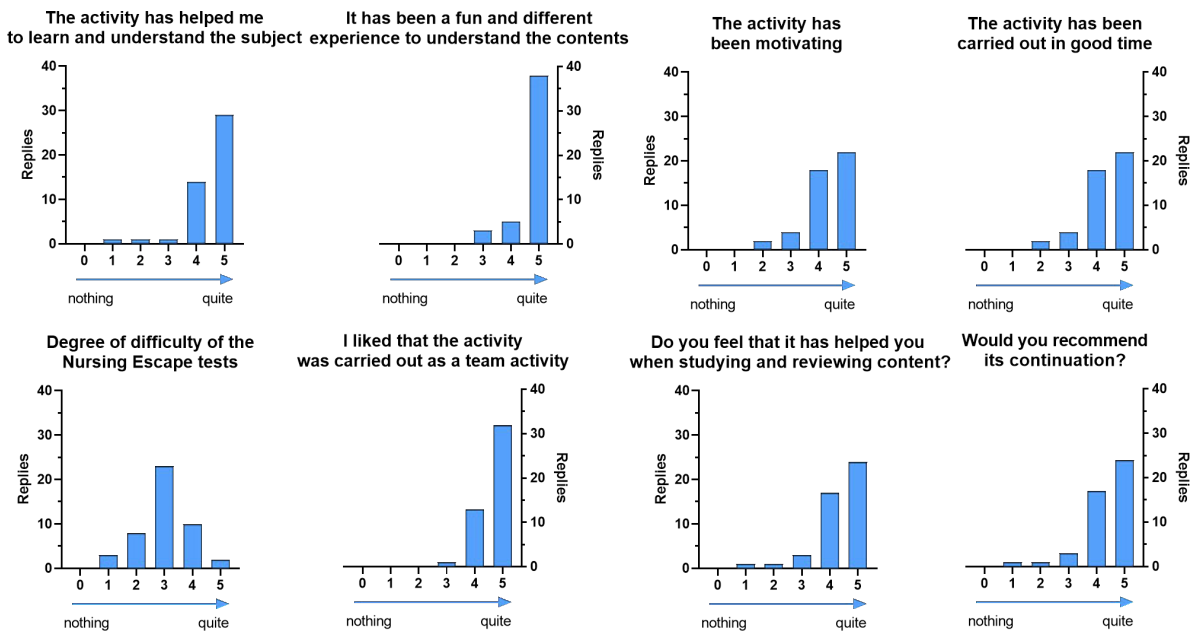 The activity has helped me
to learn and understand the subject
40
30
20
10
0
Replies
0 1 2 3 4 5
nothing quite
It has been a fun and different
experience to understand the contents
40
30
20
10
0
Replies
0 1 2 3 4 5
nothing quite
The activity has
been motivating
40
30
20
10
0
Replies
0 1 2 3 4 5
nothing quite
The activity has been
carried out in good time
40
30
20
10
0
Replies
0 1 2 3 4 5
nothing quite
Degree of difficulty of the
Nursing Escape tests
40
30
20
10
0
Replies
0 1 2 3 4 5
nothing quite
I liked that the activity
was carried out as a team activity
40
30
20
10
0
Replies
0 1 2 3 4 5
nothing quite
Do you feel that it has helped you
when studying and reviewing content?
40
30
20
10
0
Replies
0 1 2 3 4 5
nothing quite
Would you recommend
its continuation?
40
30
20
10
0
Replies
0 1 2 3 4 5
nothing quite